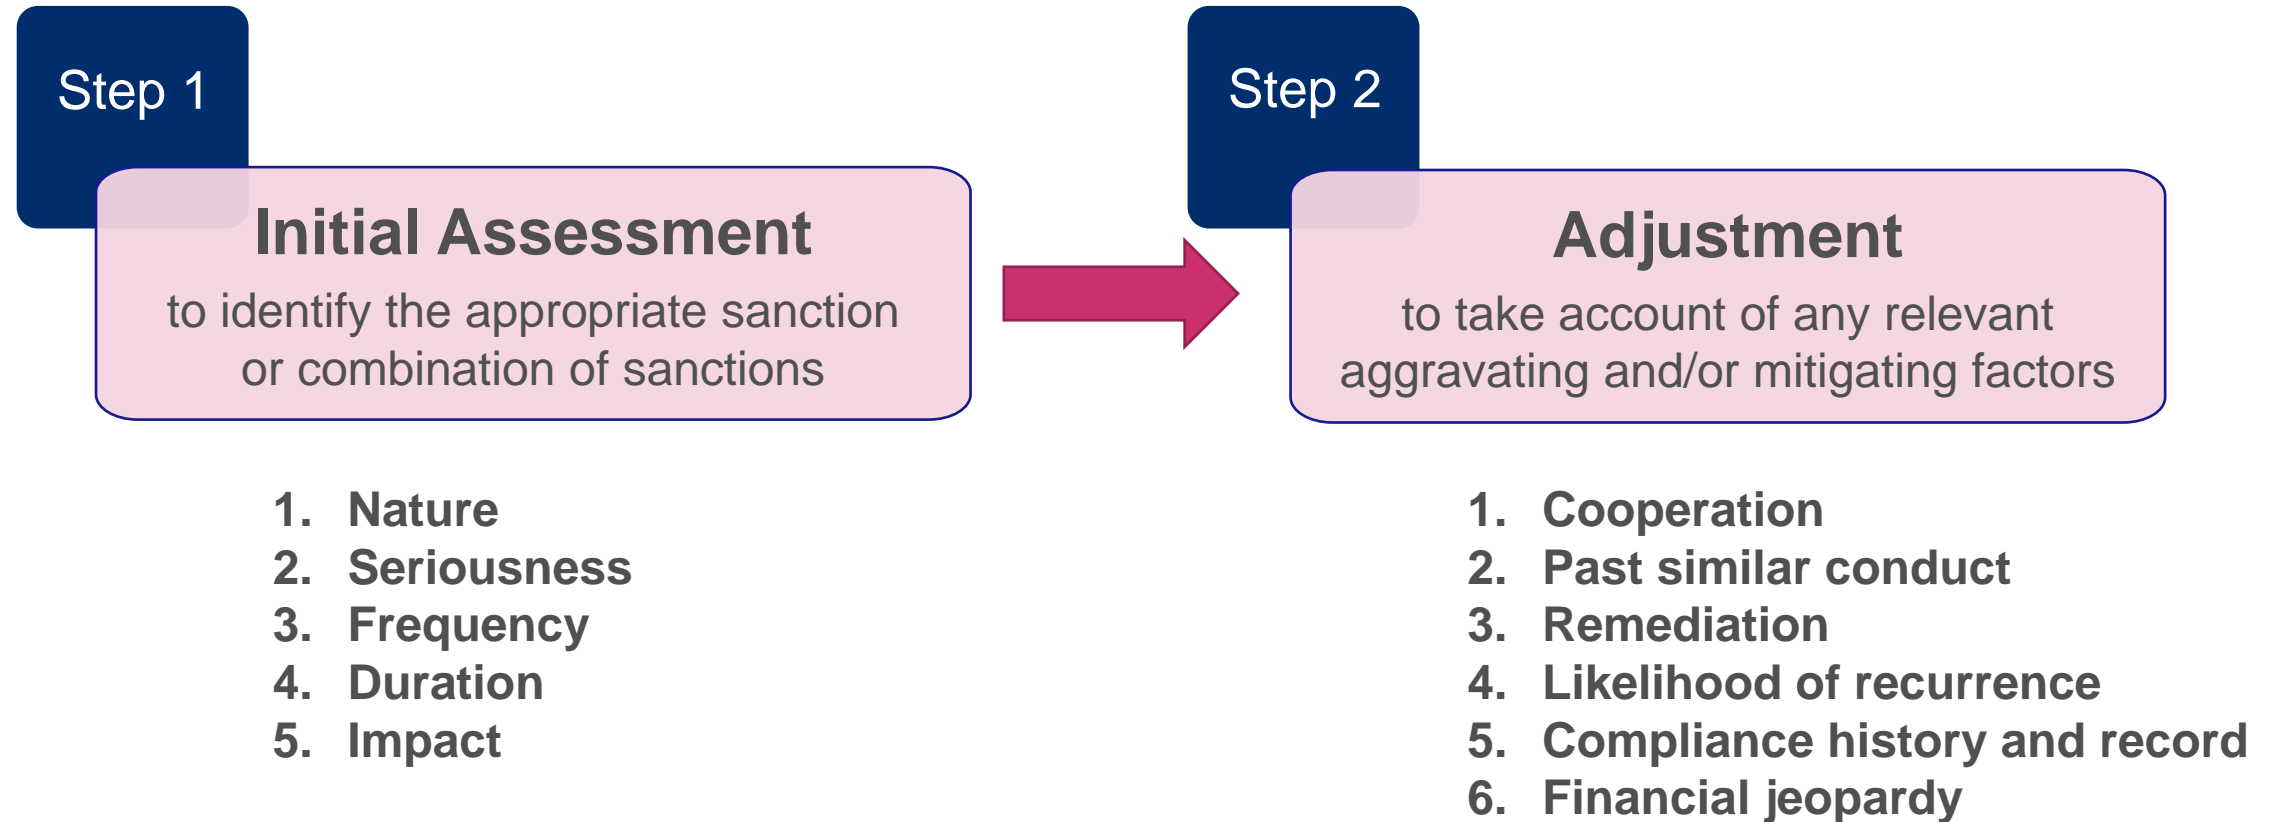 Step 1
Initial Assessment
to identify the appropriate sanction
or combination of sanctions
1. Nature
2. Seriousness
3. Frequency
4. Duration
5. Impact
Step 2
Adjustment
to take account of any relevant
aggravating and/or mitigating factors
1. Cooperation
2. Past similar conduct
3. Remediation
4. Likelihood of recurrence
5. Compliance history and record
6. Financial jeopardy